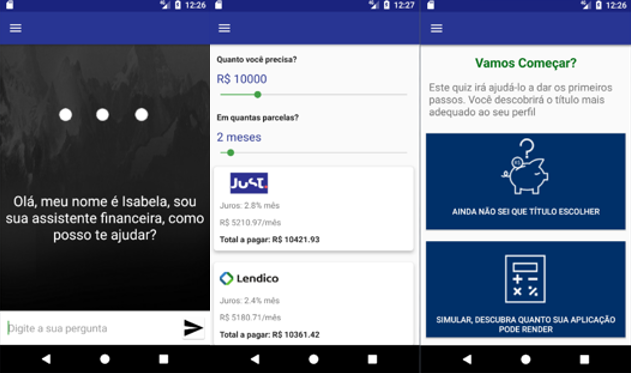 12:26
Olá, meu nome é Isabela, sou
sua assistente financeira, como
posso te ajudar?
Digite a sua pergunta
12:27
Quanto você precisa?
R$ 10000
Em quantas parcelas?
2 meses
JUST.
Juros: 2.8% mês
R$ 5210.97/mês
Total a pagar: R$ 10421.93
Lendico
Juros: 2.4% mês
R$ 5180.71/mês
Total a pagar: R$ 10361.42
12:26
Vamos Começar?
Este quiz irá ajudá-lo a dar os primeiros
passos. Você descobrirá o título mais
adequado ao seu perfil
AINDA NÃO SEI QUE TÍTULO ESCOLHER
SIMULAR, DESCUBRA QUANTO SUA APLICAÇÃO
PODE RENDER